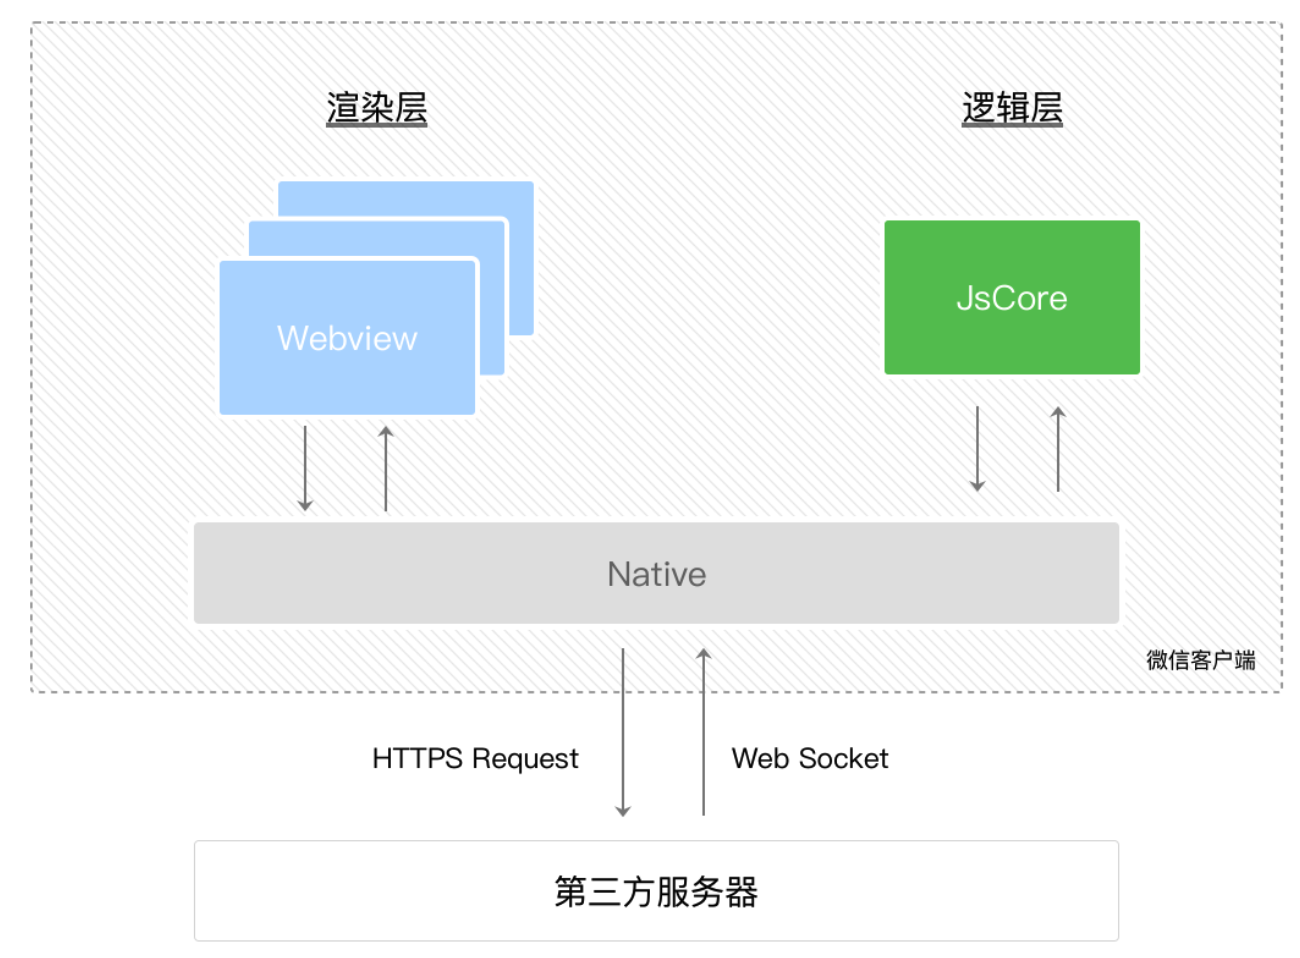 渲染层
逻辑层
Webview
JsCore
Native
微信客户端
HTTPS Request
Web Socket
第三方服务器